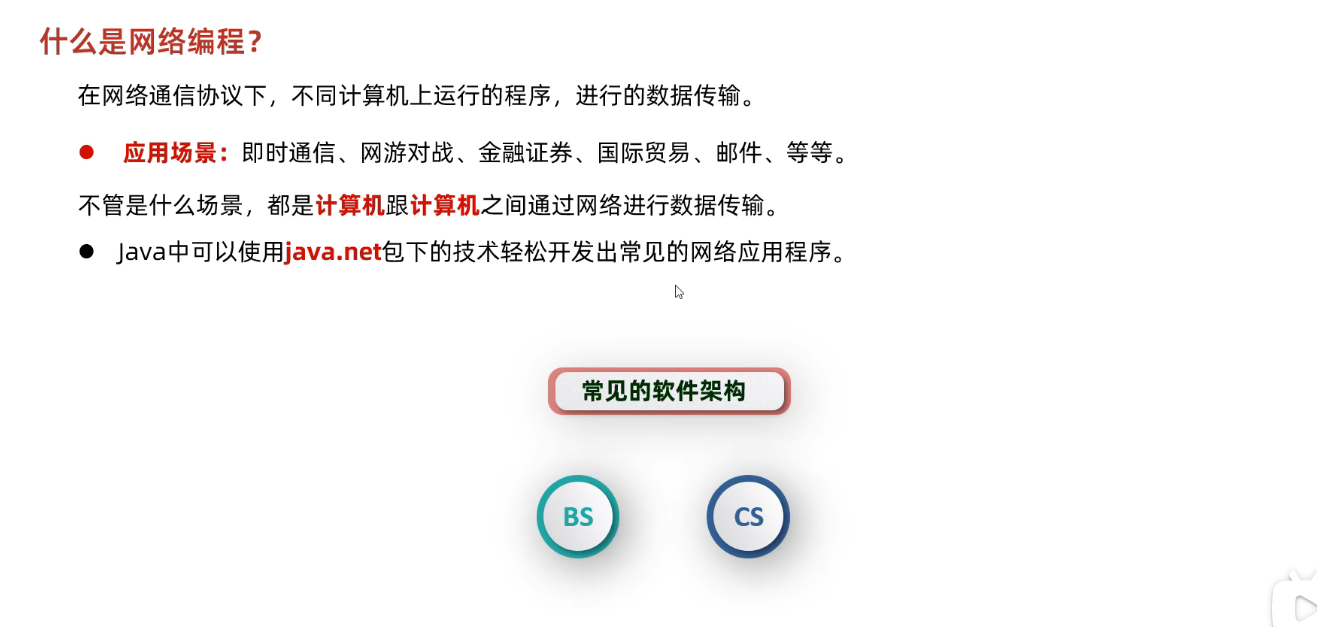 什么是网络编程？
在网络通信协议下，不同计算机上运行的程序，进行的数据传输。
● 应用场景：即时通信、网游对战、金融证券、国际贸易、邮件、等等。
不管是什么场景，都是计算机跟计算机之间通过网络进行数据传输。
● Java中可以使用java.net包下的技术轻松开发出常见的网络应用程序。
常见的软件架构
BS
CS